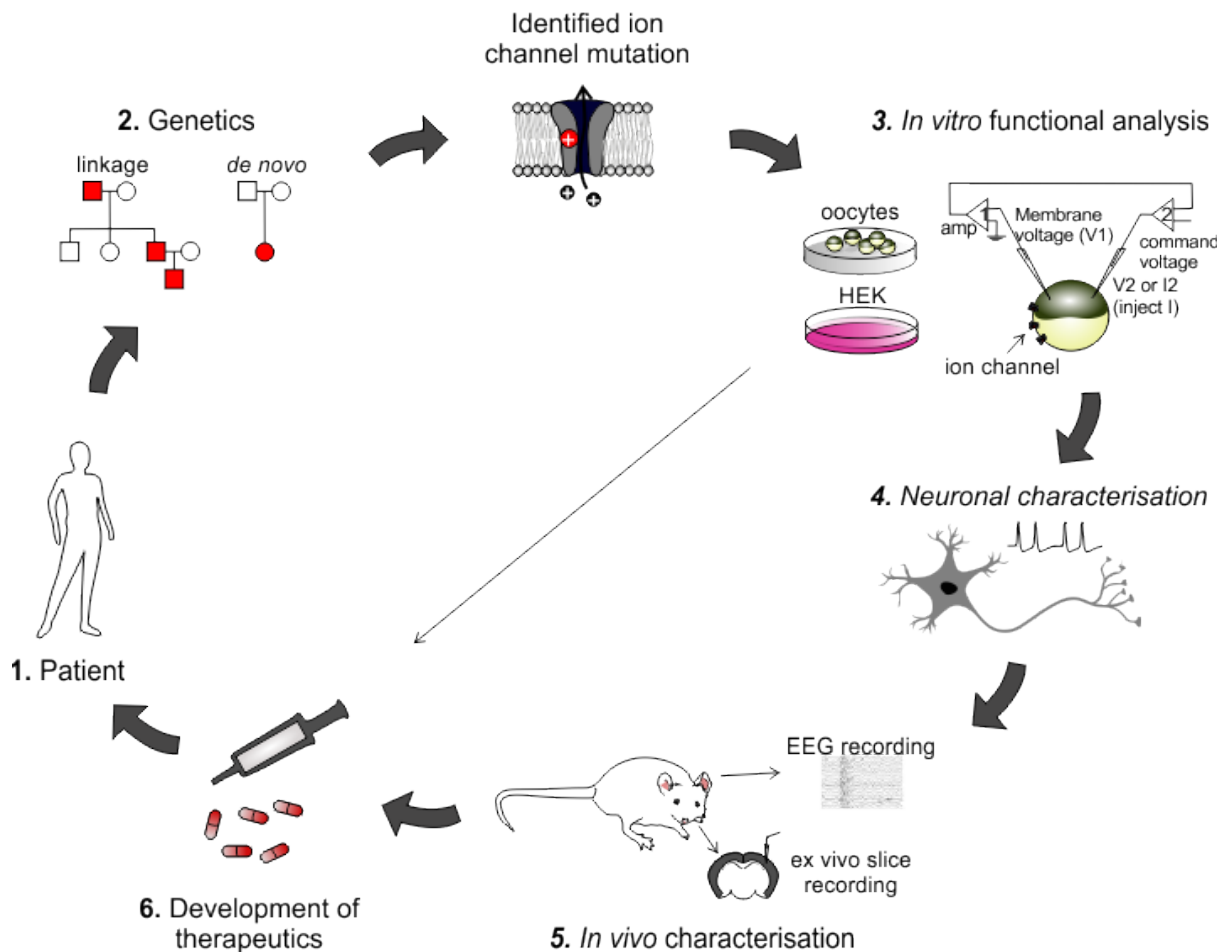 Identified ion
channel mutation
2. Genetics
linkage
de novo
3. In vitro functional analysis
oocytes
HEK
amp
1
Membrane
voltage (V1)
2
command
voltage
V2 or I2
(inject I)
ion channel
4. Neuronal characterisation
1. Patient
EEG recording
ex vivo slice
recording
5. In vivo characterisation
6. Development of
therapeutics